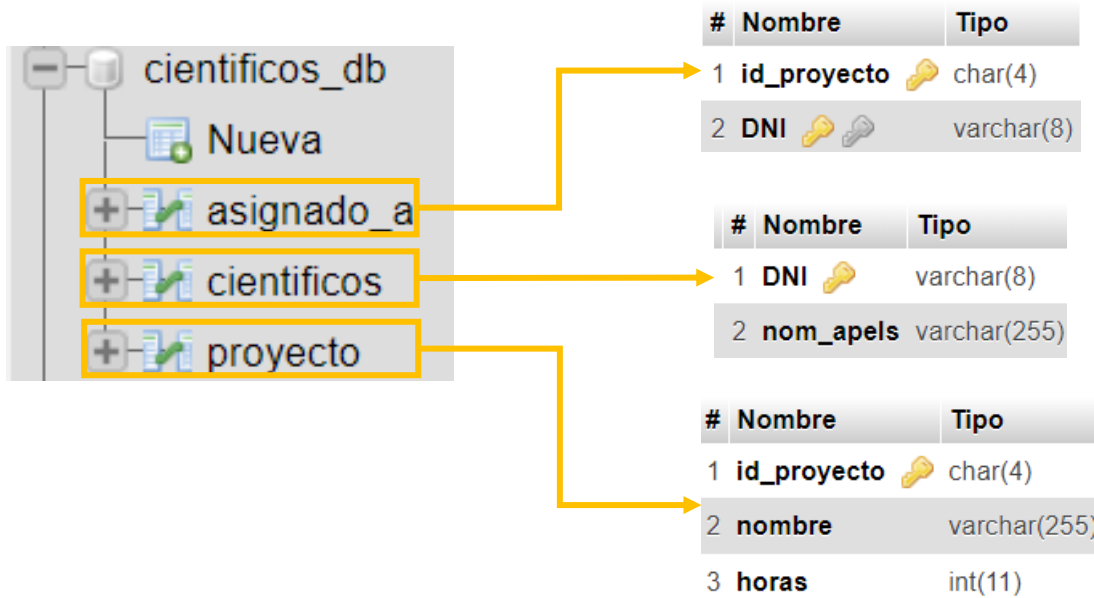 cientificos_db
Nueva
asignado_a
cientificos
proyecto
# Nombre Tipo
1 id_proyecto char(4)
2 DNI varchar(8)
# Nombre Tipo
1 DNI varchar(8)
2 nom_apels varchar(255)
# Nombre Tipo
1 id_proyecto char(4)
2 nombre varchar(255)
3 horas int(11)